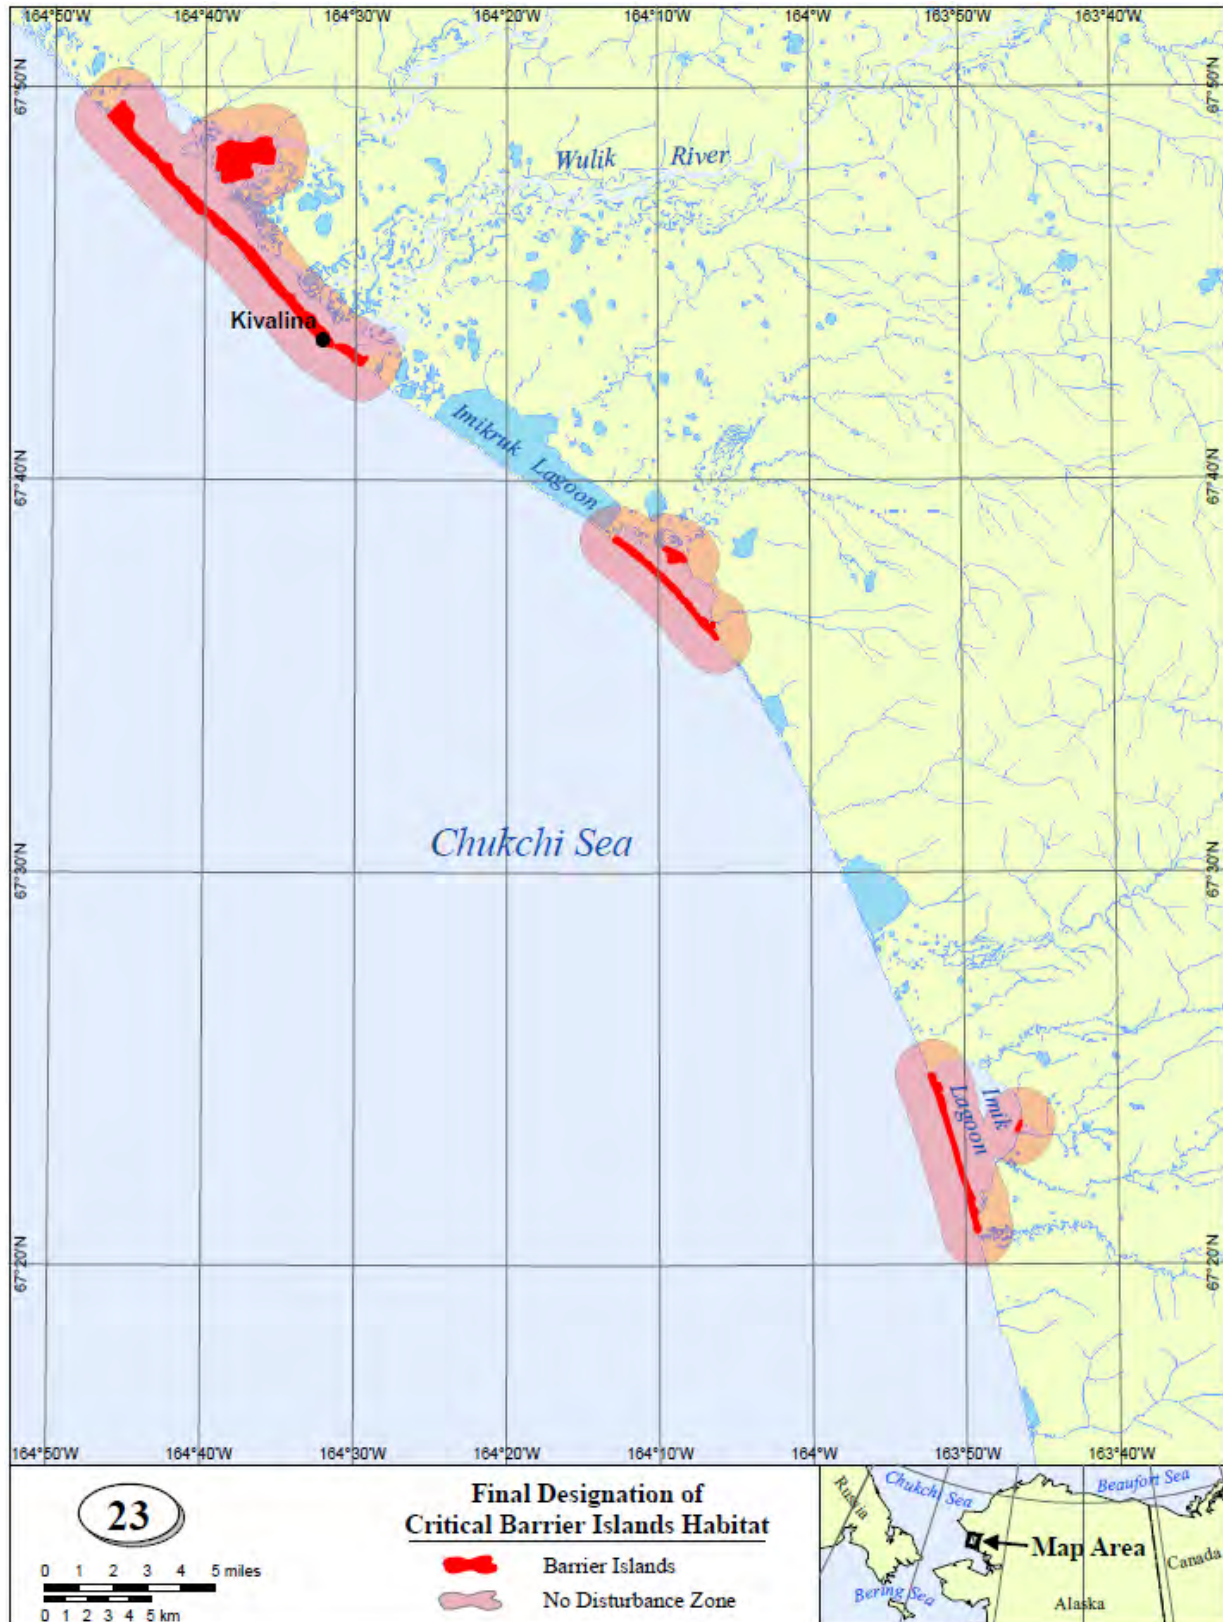 164°50'W 164°40'W 164°30'W 164°20'W 164°10'W 164°W 163°50'W 163°40'W
67°50'N 67°50'N
Wulik River
Kivalina
Imikruk Lagoon
67°40'N 67°40'N
Chukchi Sea
67°30'N 67°30'N
Imik
Lagoon
67°20'N 67°20'N
164°50'W 164°40'W 164°30'W 164°20'W 164°10'W 164°W 163°50'W 163°40'W
23
0 1 2 3 4 5 miles
0 1 2 3 4 5 km
Final Designation of
Critical Barrier Islands Habitat
Barrier Islands
No Disturbance Zone
Russia
Chukchi Sea
Beaufort Sea
Map Area
Canada
Bering Sea
Alaska